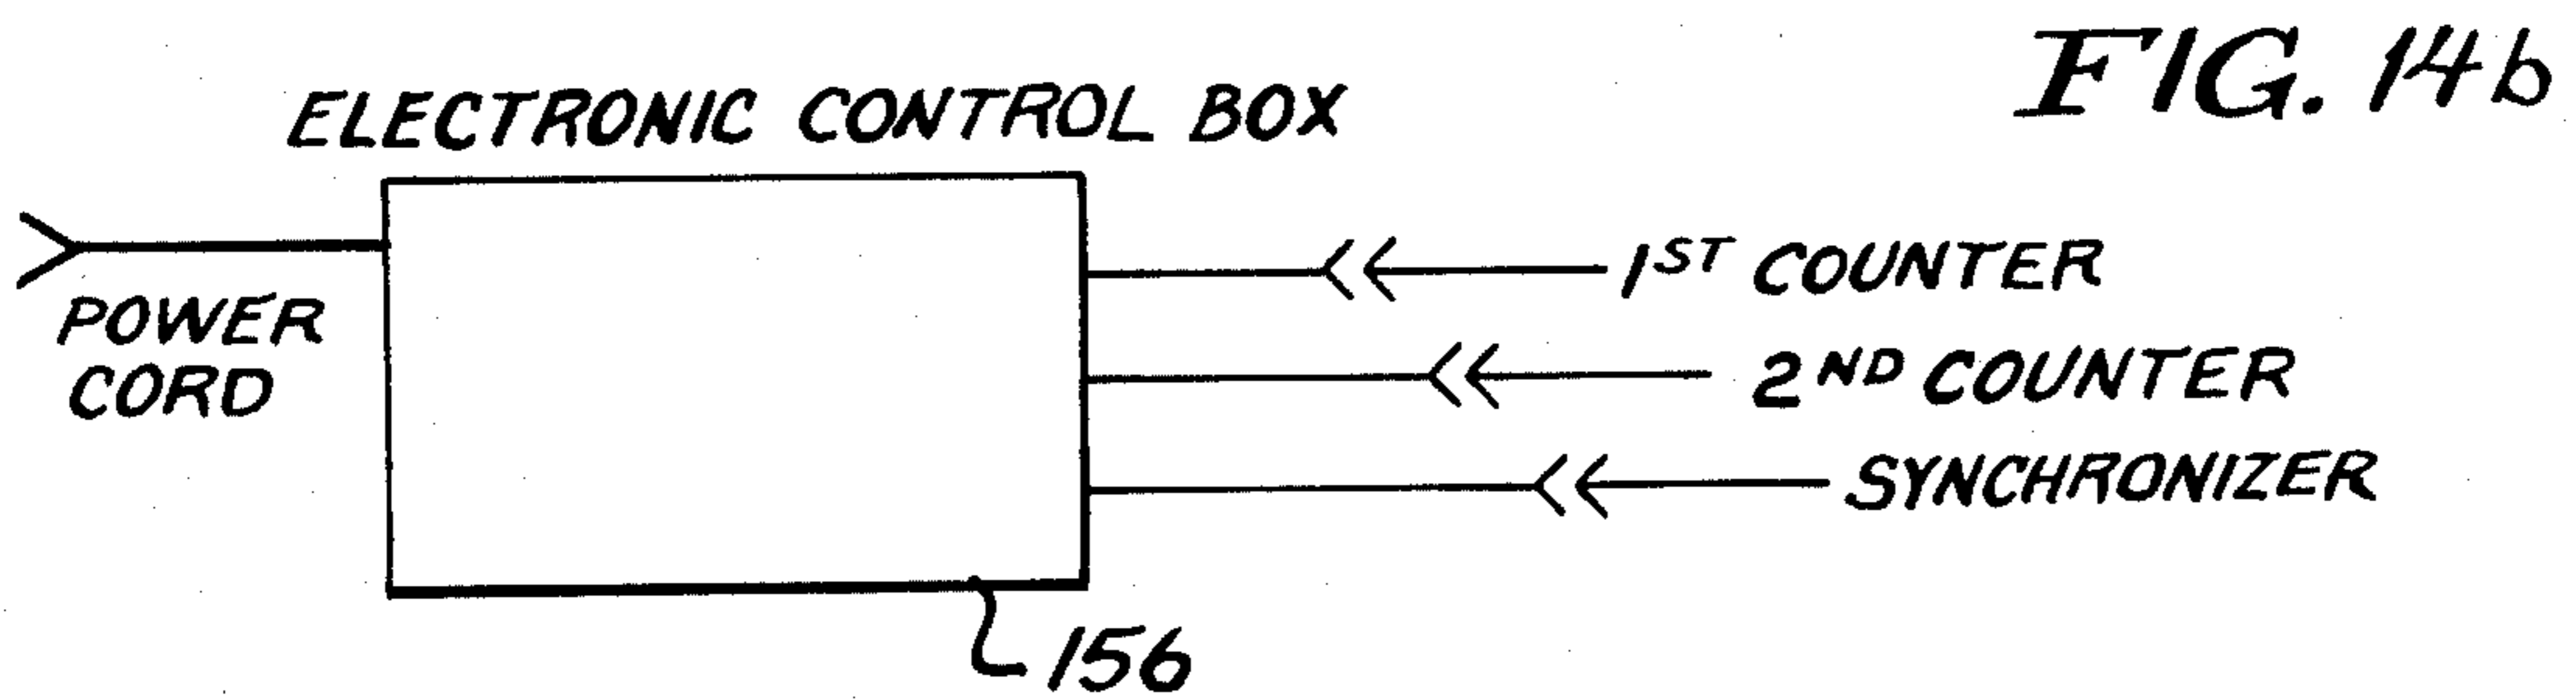 FIG. 14b
ELECTRONIC CONTROL BOX
POWER
CORD
1ST COUNTER
2ND COUNTER
SYNCHRONIZER
156